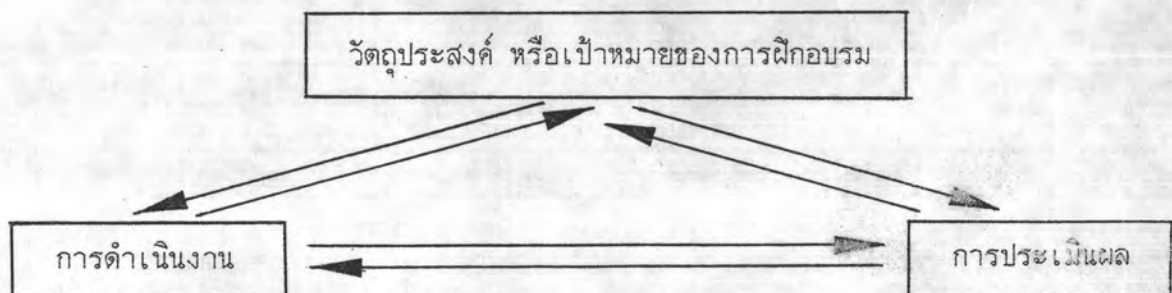 วัตถุประสงค์ หรือเป้าหมายของการฝึกอบรม
การดำเนินงาน
การประเมินผล